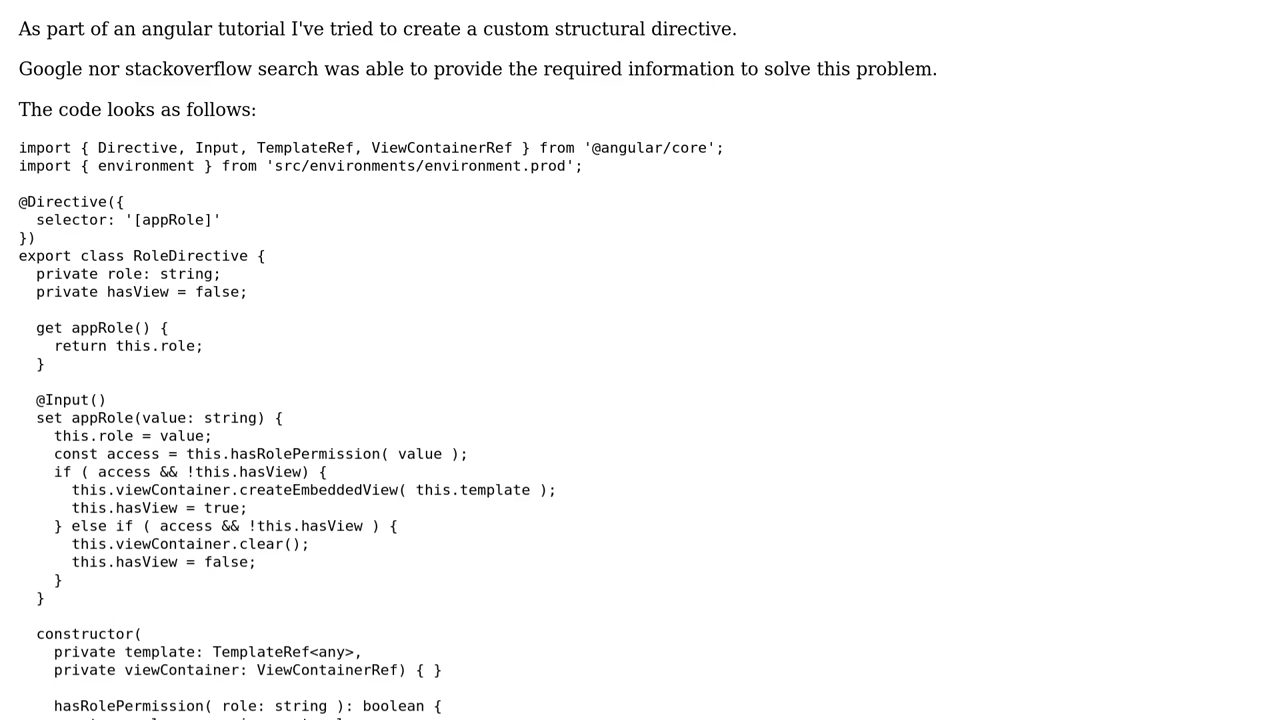 As part of an angular tutorial I've tried to create a custom structural directive.
Google nor stackoverflow search was able to provide the required information to solve this problem.
The code looks as follows:
import { Directive, Input, TemplateRef, ViewContainerRef } from '@angular/core';
import { environment } from 'src/environments/environment.prod';
@Directive({
  selector: '[appRole]'
})
export class RoleDirective {
  private role: string;
  private hasView = false;
  get appRole() {
    return this.role;
  }
  @Input()
  set appRole(value: string) {
    this.role = value;
    const access = this.hasRolePermission( value );
    if ( access && !this.hasView) {
      this.viewContainer.createEmbeddedView( this.template );
      this.hasView = true;
    } else if ( access && !this.hasView ) {
      this.viewContainer.clear();
      this.hasView = false;
    }
  }
  constructor(
    private template: TemplateRef<any>,
    private viewContainer: ViewContainerRef) { }
    hasRolePermission( role: string ): boolean {